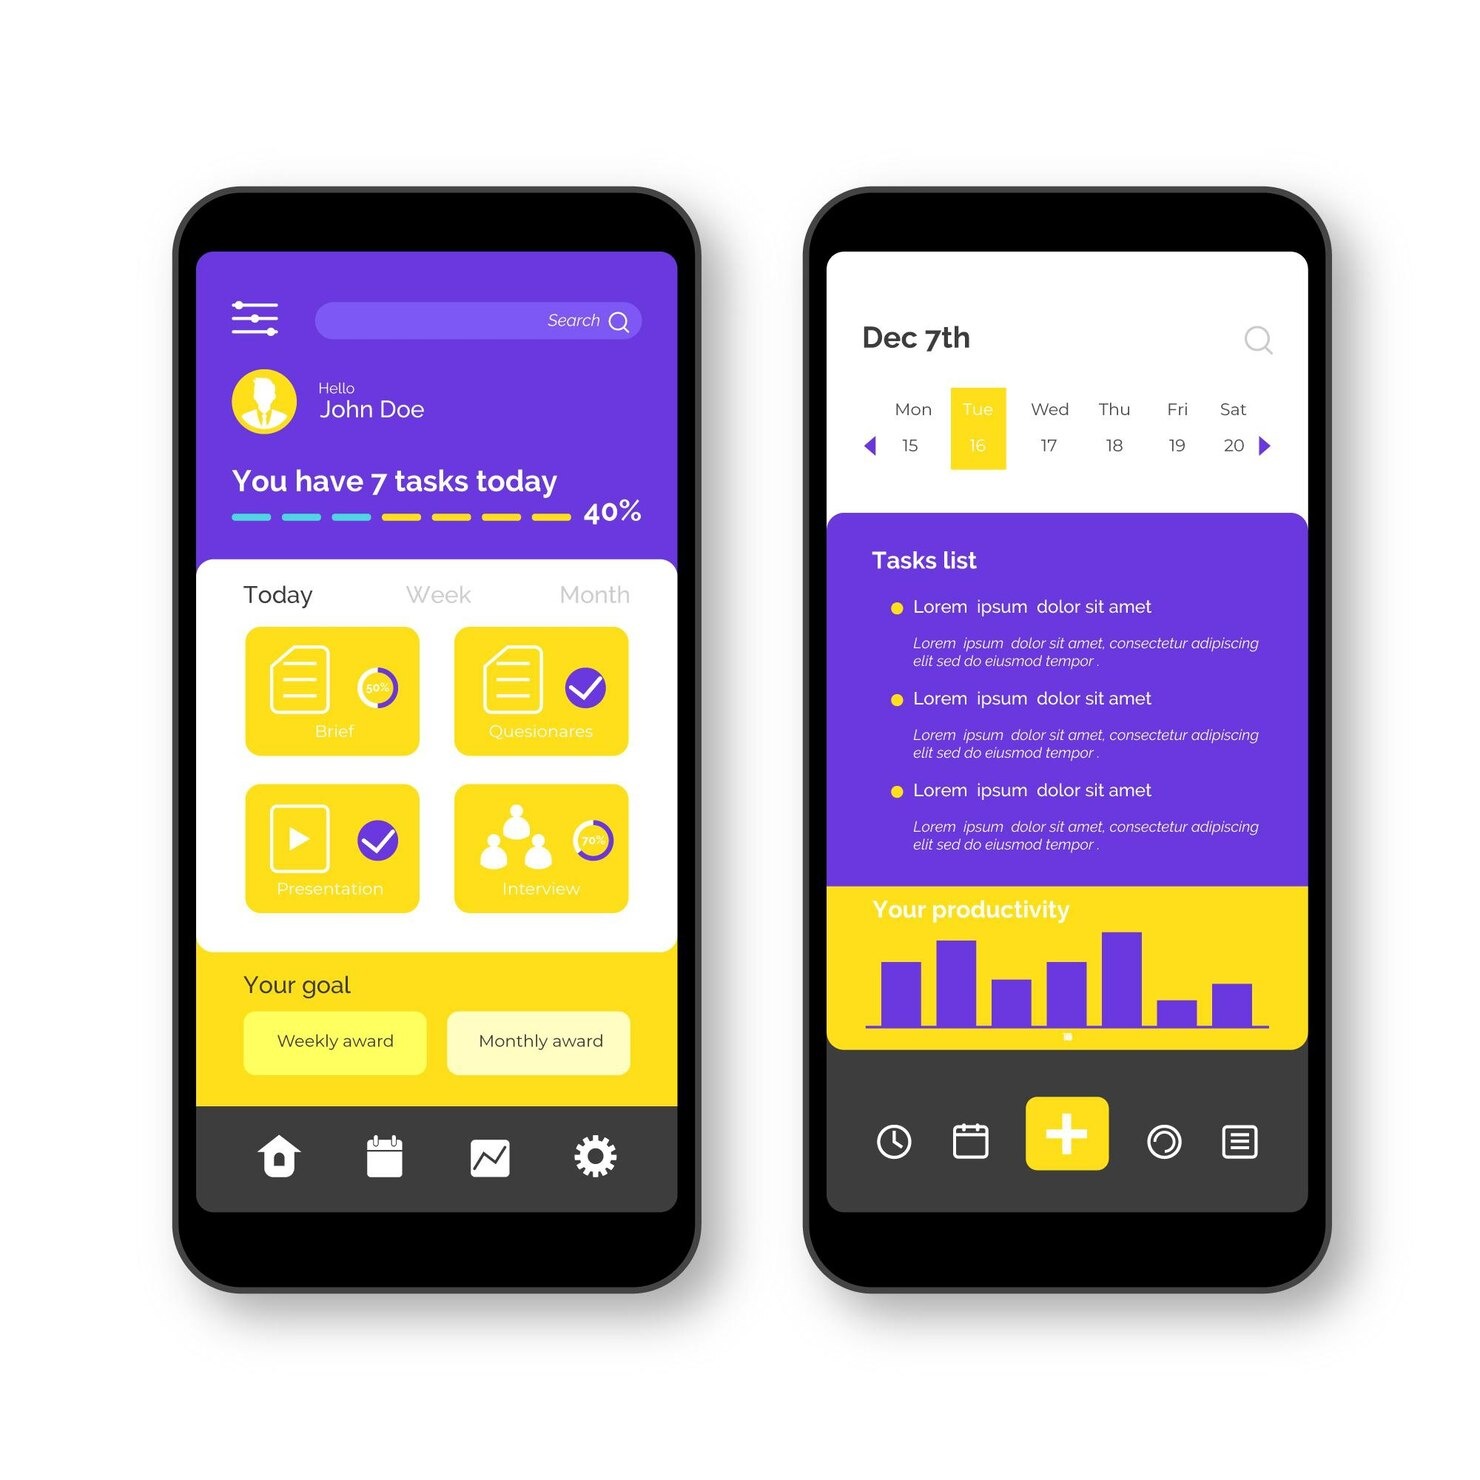 Search
Hello
John Doe
You have 7 tasks today
40%
Today Week Month
50%
Brief Quesionares
70%
Presentation Interview
Your goal
Weekly award Monthly award
Dec 7th
Mon Tue Wed Thu Fri Sat
15 16 17 18 19 20
Tasks list
Lorem ipsum dolor sit amet
Lorem ipsum dolor sit amet, consectetur adipiscing
elit sed do eiusmod tempor .
Lorem ipsum dolor sit amet
Lorem ipsum dolor sit amet, consectetur adipiscing
elit sed do eiusmod tempor .
Lorem ipsum dolor sit amet
Lorem ipsum dolor sit amet, consectetur adipiscing
elit sed do eiusmod tempor .
Your productivity